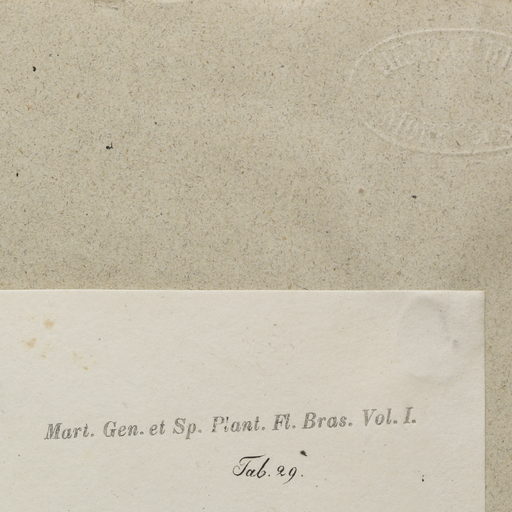 Mart. Gen. et Sp. Plant. Fl. Bras. Vol. I.
Tab. 29.